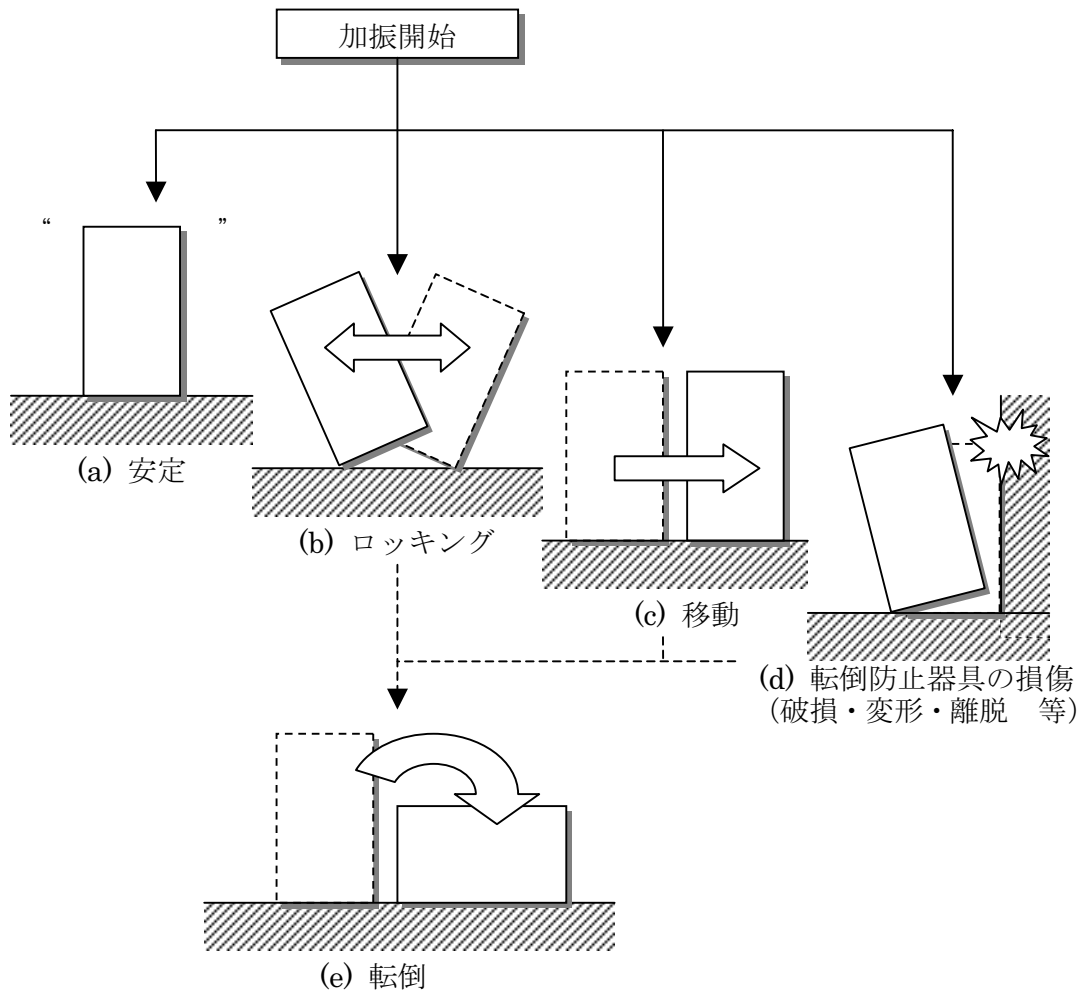 加振開始
“ ”
(a) 安定
(b) ロッキング
(c) 移動
(d) 転倒防止器具の損傷
（破損・変形・離脱　等）
(e) 転倒